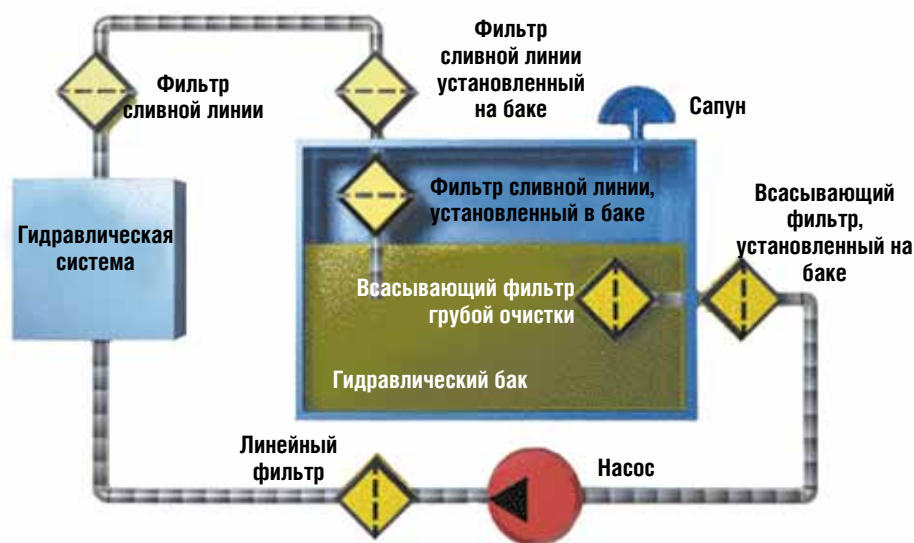 Фильтр
сливной линии
установленный
на баке
Фильтр
сливной линии
Сапун
Фильтр сливной линии,
установленный в баке
Всасывающий
фильтр,
установленный на
баке
Гидравлическая
система
Всасывающий фильтр
грубой очистки
Гидравлический бак
Линейный
фильтр
Насос